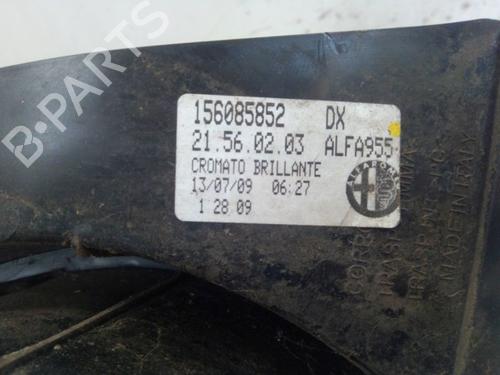 B-PARTS
156085852 DX
21.56.02.03 ALFA955
CROMATO BRILLANTE
13/07/09 06:27
1 28 09
MADE IN ITALY